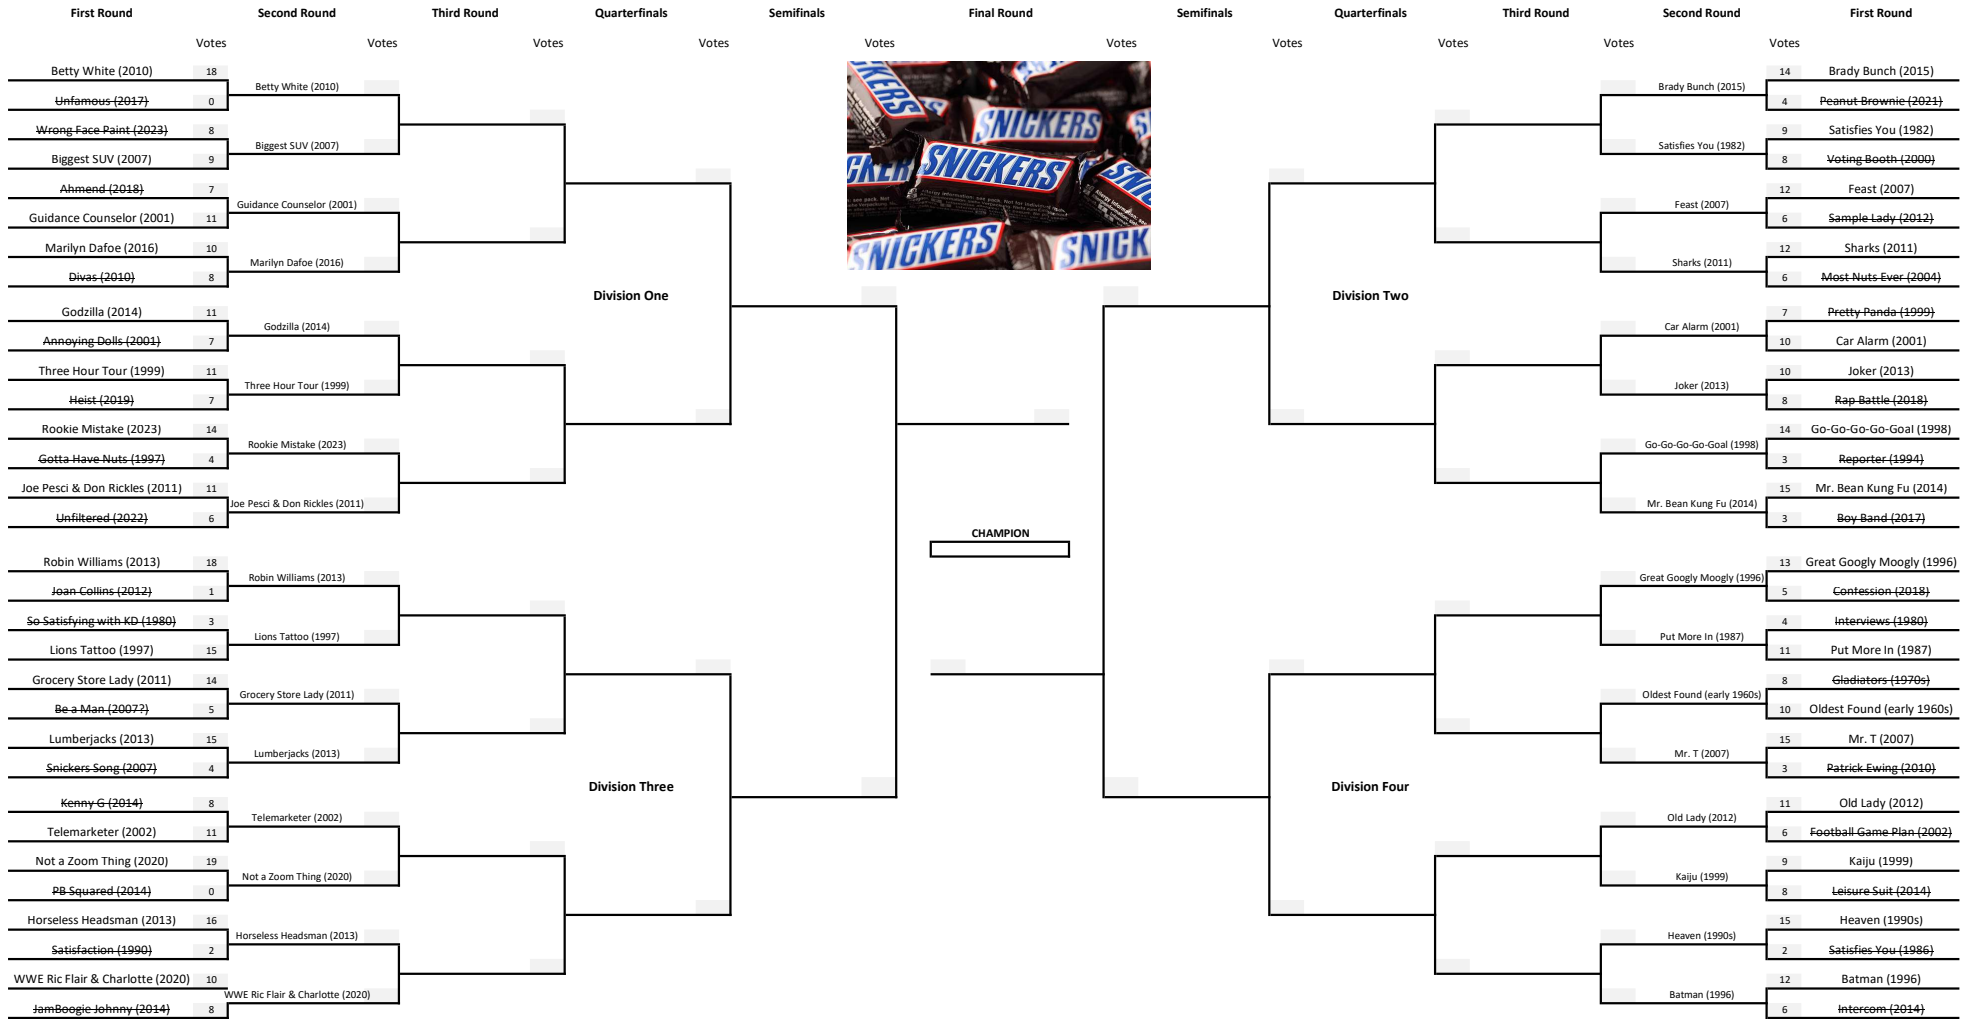 First Round Second Round Third Round Quarterfinals Semifinals Final Round Semifinals Quarterfinals Third Round Second Round First Round
Votes Votes Votes Votes Votes Votes Votes Votes Votes Votes
Betty White (2010) 18
Unfamous (2017) 0
Wrong Face Paint (2023) 8
Biggest SUV (2007) 9
Ahmend (2018) 7
Guidance Counselor (2001) 11
Marilyn Dafoe (2016) 10
Divas (2010) 8
Godzilla (2014) 11
Annoying Dolls (2001) 7
Three Hour Tour (1999) 11
Heist (2019) 7
Rookie Mistake (2023) 14
Gotta Have Nuts (1997) 4
Joe Pesci & Don Rickles (2011) 11
Unfiltered (2022) 6
Betty White (2010)
Biggest SUV (2007)
Guidance Counselor (2001)
Marilyn Dafoe (2016)
Godzilla (2014)
Three Hour Tour (1999)
Rookie Mistake (2023)
Joe Pesci & Don Rickles (2011)
Division One
Robin Williams (2013) 18
Joan Collins (2012) 1
So Satisfying with KD (1980) 3
Lions Tattoo (1997) 15
Grocery Store Lady (2011) 14
Be a Man (2007?) 5
Lumberjacks (2013) 15
Snickers Song (2007) 4
Kenny G (2014) 8
Telemarketer (2002) 11
Not a Zoom Thing (2020) 19
PB Squared (2014) 0
Horseless Headsman (2013) 16
Satisfaction (1990) 2
WWE Ric Flair & Charlotte (2020) 10
JamBoogie Johnny (2014) 8
Robin Williams (2013)
Lions Tattoo (1997)
Grocery Store Lady (2011)
Lumberjacks (2013)
Telemarketer (2002)
Not a Zoom Thing (2020)
Horseless Headsman (2013)
WWE Ric Flair & Charlotte (2020)
Division Three
SNICKERS
SNICKERS
SNICKERS
SNICKERS
CHAMPION
Brady Bunch (2015)
Satisfies You (1982)
Feast (2007)
Sharks (2011)
Car Alarm (2001)
Joker (2013)
Go-Go-Go-Go-Goal (1998)
Mr. Bean Kung Fu (2014)
Division Two
14 Brady Bunch (2015)
4 Peanut Brownie (2021)
9 Satisfies You (1982)
8 Voting Booth (2000)
12 Feast (2007)
6 Sample Lady (2012)
12 Sharks (2011)
6 Most Nuts Ever (2004)
7 Pretty Panda (1999)
10 Car Alarm (2001)
10 Joker (2013)
8 Rap Battle (2018)
14 Go-Go-Go-Go-Goal (1998)
3 Reporter (1994)
15 Mr. Bean Kung Fu (2014)
3 Boy Band (2017)
Great Googly Moogly (1996)
Put More In (1987)
Oldest Found (early 1960s)
Mr. T (2007)
Old Lady (2012)
Kaiju (1999)
Heaven (1990s)
Batman (1996)
Division Four
13 Great Googly Moogly (1996)
5 Confession (2018)
4 Interviews (1980)
11 Put More In (1987)
8 Gladiators (1970s)
10 Oldest Found (early 1960s)
15 Mr. T (2007)
3 Patrick Ewing (2010)
11 Old Lady (2012)
6 Football Game Plan (2002)
9 Kaiju (1999)
8 Leisure Suit (2014)
15 Heaven (1990s)
2 Satisfies You (1986)
12 Batman (1996)
6 Intercom (2014)